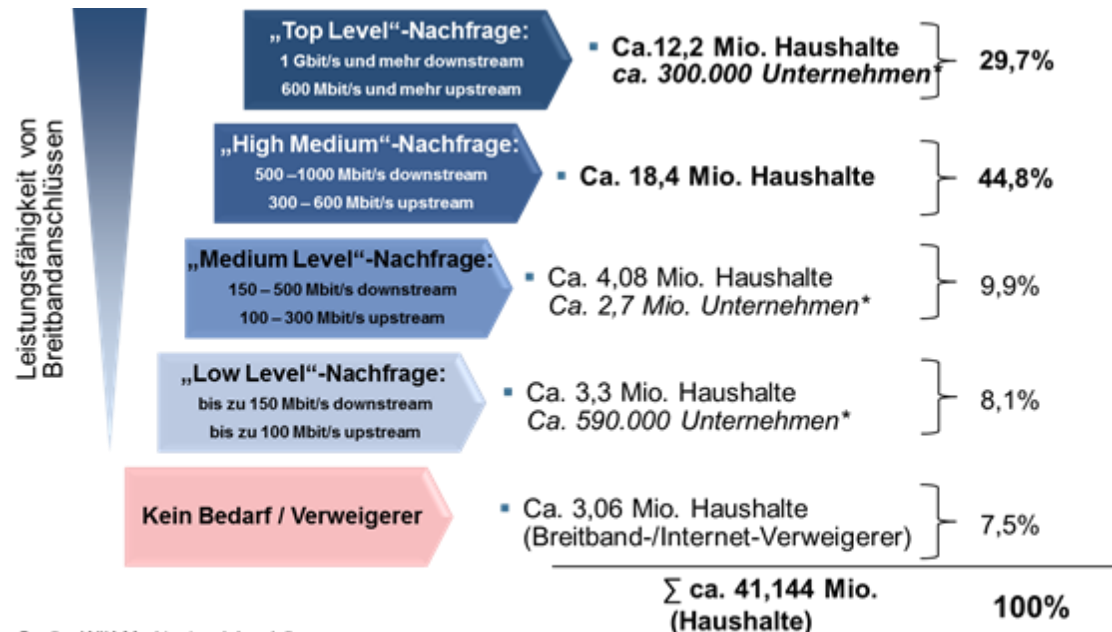 Leistungsfähigkeit von
Breitbandanschlüssen
„Top Level“-Nachfrage:
1 Gbit/s und mehr downstream
600 Mbit/s und mehr upstream
▪ Ca.12,2 Mio. Haushalte
ca. 300.000 Unternehmen*
29,7%
„High Medium“-Nachfrage:
500 –1000 Mbit/s downstream
300 – 600 Mbit/s upstream
▪ Ca. 18,4 Mio. Haushalte
44,8%
„Medium Level“-Nachfrage:
150 – 500 Mbit/s downstream
100 – 300 Mbit/s upstream
▪ Ca. 4,08 Mio. Haushalte
Ca. 2,7 Mio. Unternehmen*
9,9%
„Low Level“-Nachfrage:
bis zu 150 Mbit/s downstream
bis zu 100 Mbit/s upstream
▪ Ca. 3,3 Mio. Haushalte
Ca. 590.000 Unternehmen*
8,1%
Kein Bedarf / Verweigerer
▪ Ca. 3,06 Mio. Haushalte
(Breitband-/Internet-Verweigerer)
7,5%
∑ ca. 41,144 Mio.
(Haushalte)
100%